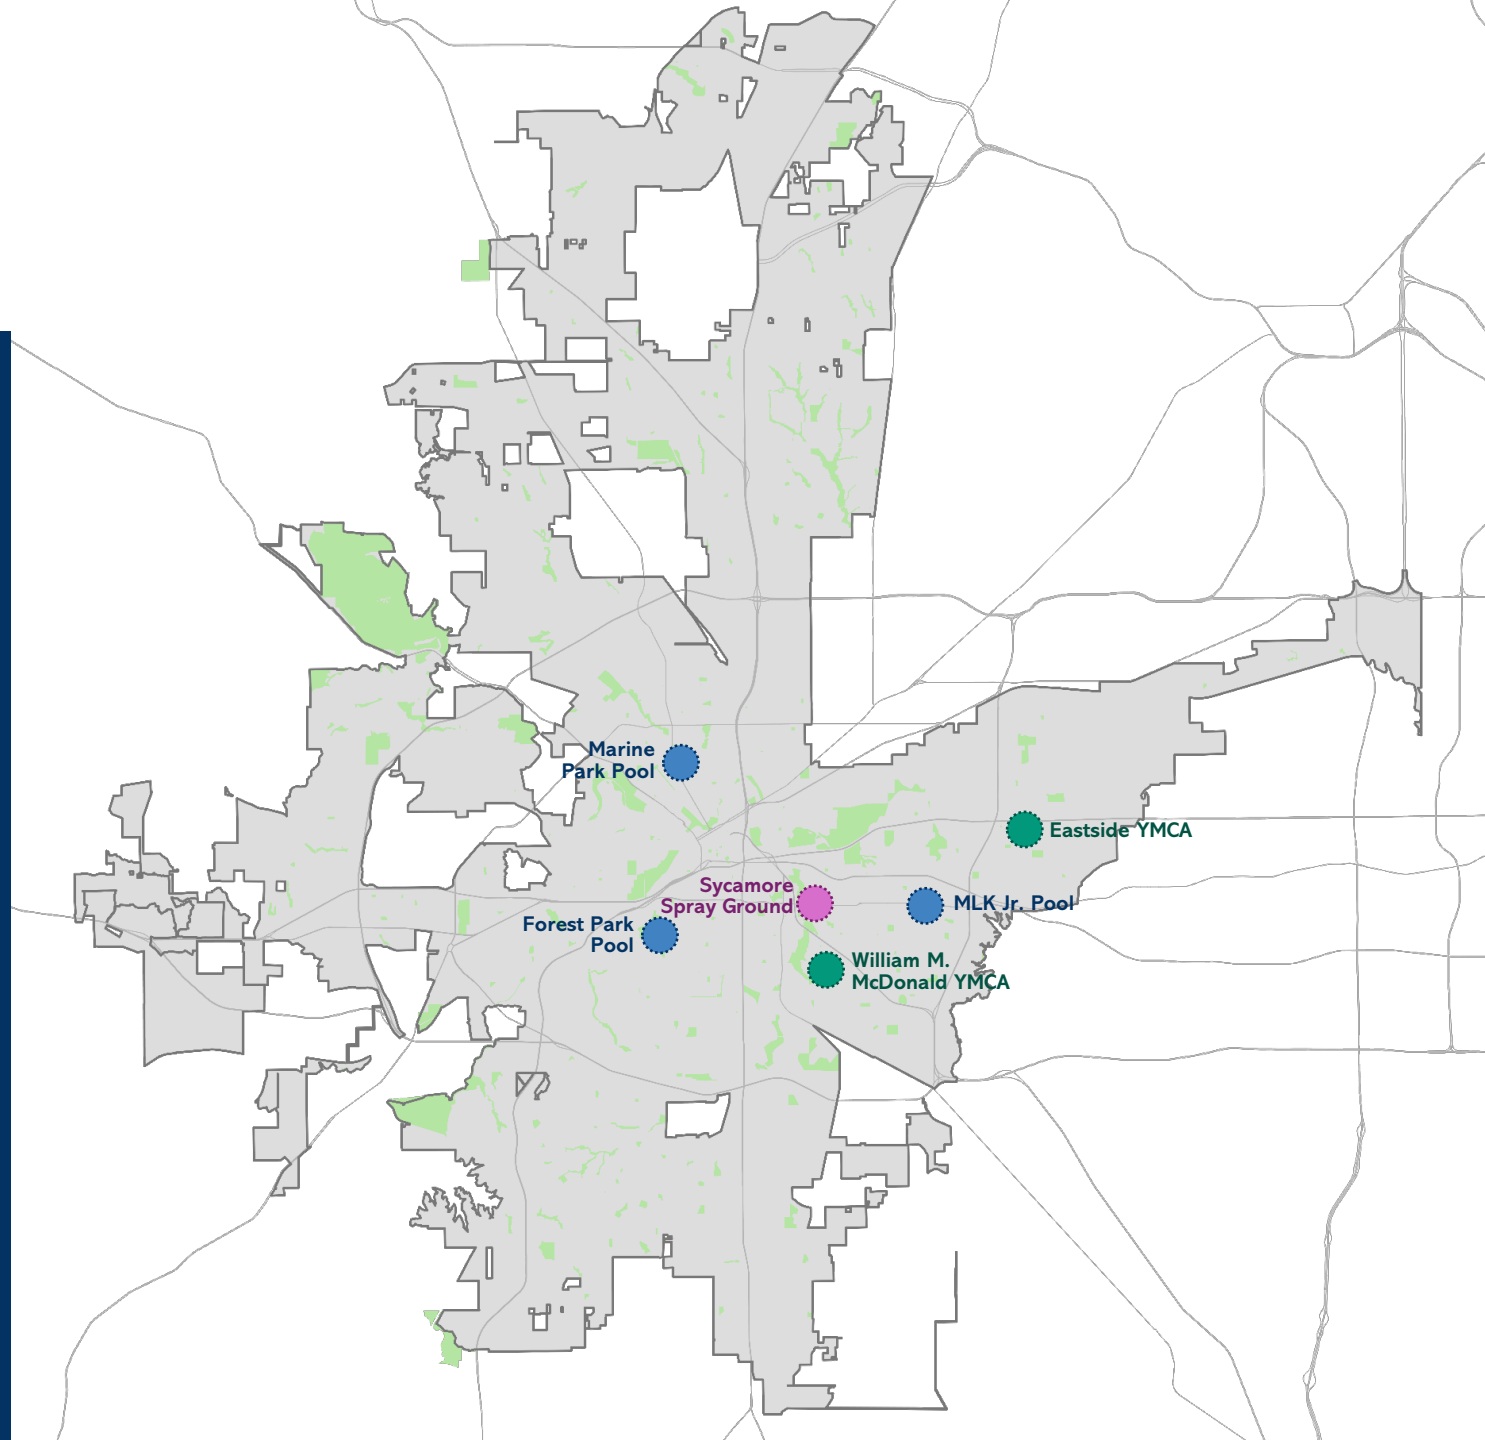 Marine
Park Pool
Eastside YMCA
Sycamore
Spray Ground
MLK Jr. Pool
Forest Park
Pool
William M.
McDonald YMCA